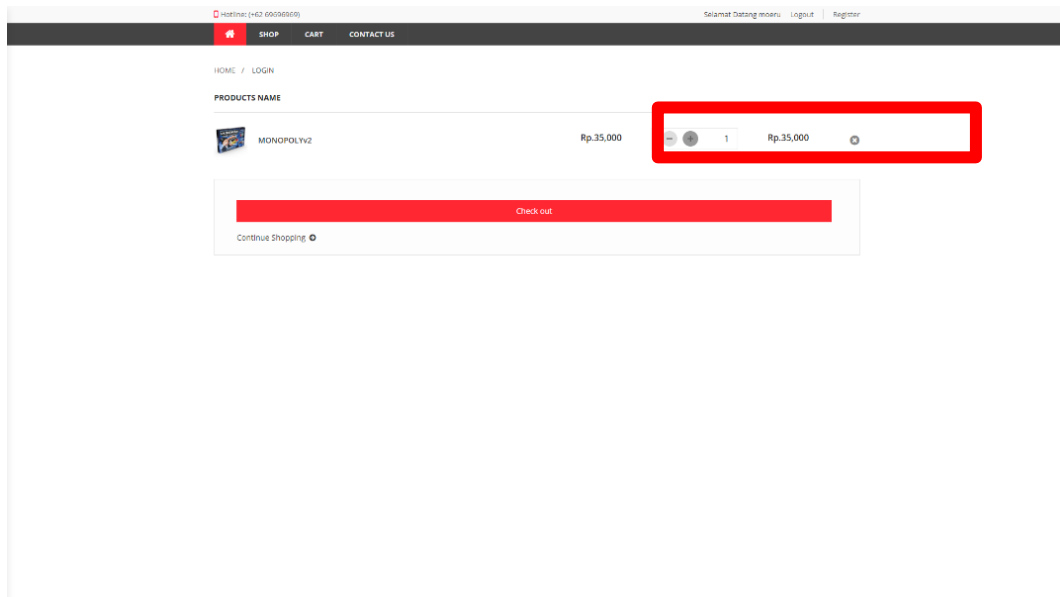 Hotline: (+62 69696969) Selamat Datang moeru Logout Register
SHOP CART CONTACT US
HOME / LOGIN
PRODUCTS NAME
MONOPOLYv2 Rp.35,000 1 Rp.35,000
Check out
Continue Shopping